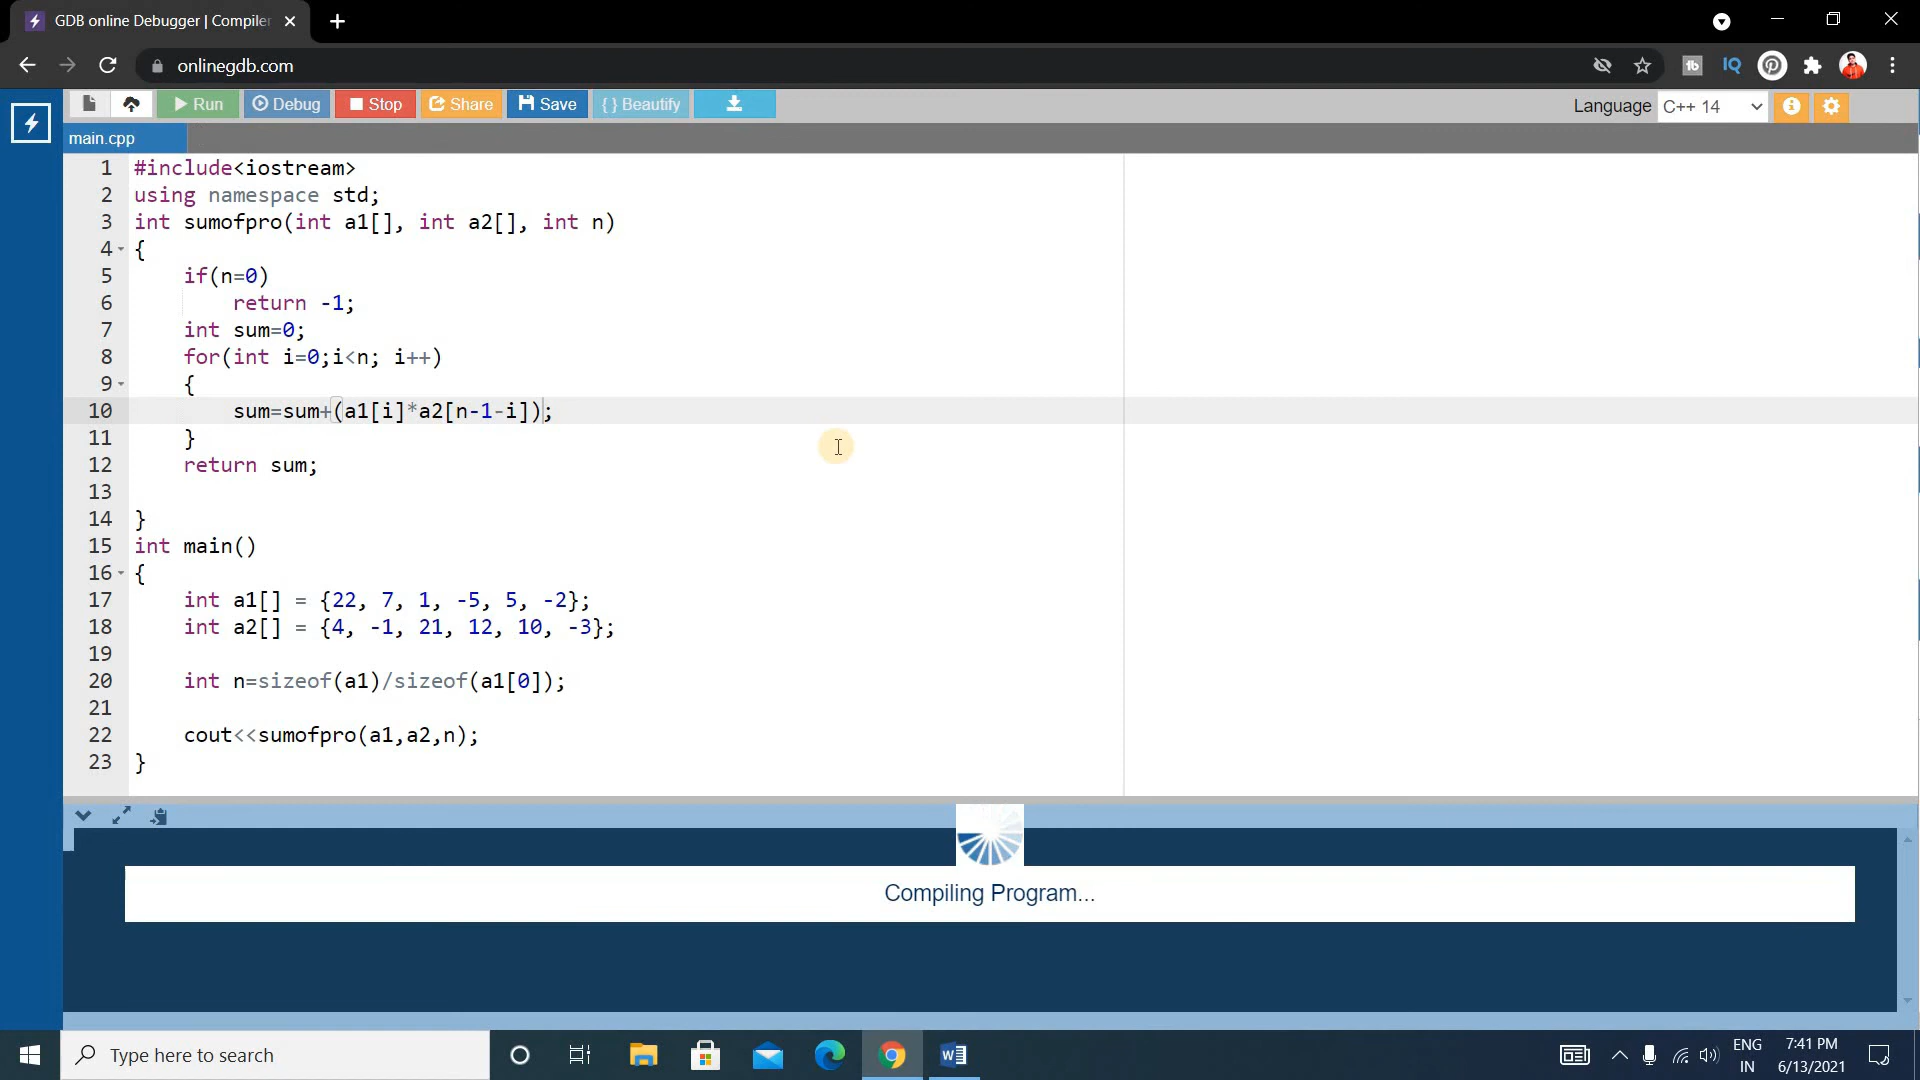 GDB online Debugger | Compiler
onlinegdb.com
IQ
Run Debug Stop Share Save { } Beautify Language C++ 14
main.cpp
1 #include<iostream>
2 using namespace std;
3 int sumofpro(int a1[], int a2[], int n)
4 {
5 if(n=0)
6 return -1;
7 int sum=0;
8 for(int i=0;i<n; i++)
9 {
10 sum=sum+(a1[i]*a2[n-1-i]);
11 }
12 return sum;
13
14 }
15 int main()
16 {
17 int a1[] = {22, 7, 1, -5, 5, -2};
18 int a2[] = {4, -1, 21, 12, 10, -3};
19
20 int n=sizeof(a1)/sizeof(a1[0]);
21
22 cout<<sumofpro(a1,a2,n);
23 }
Compiling Program...
Type here to search
ENG
IN
7:41 PM
6/13/2021